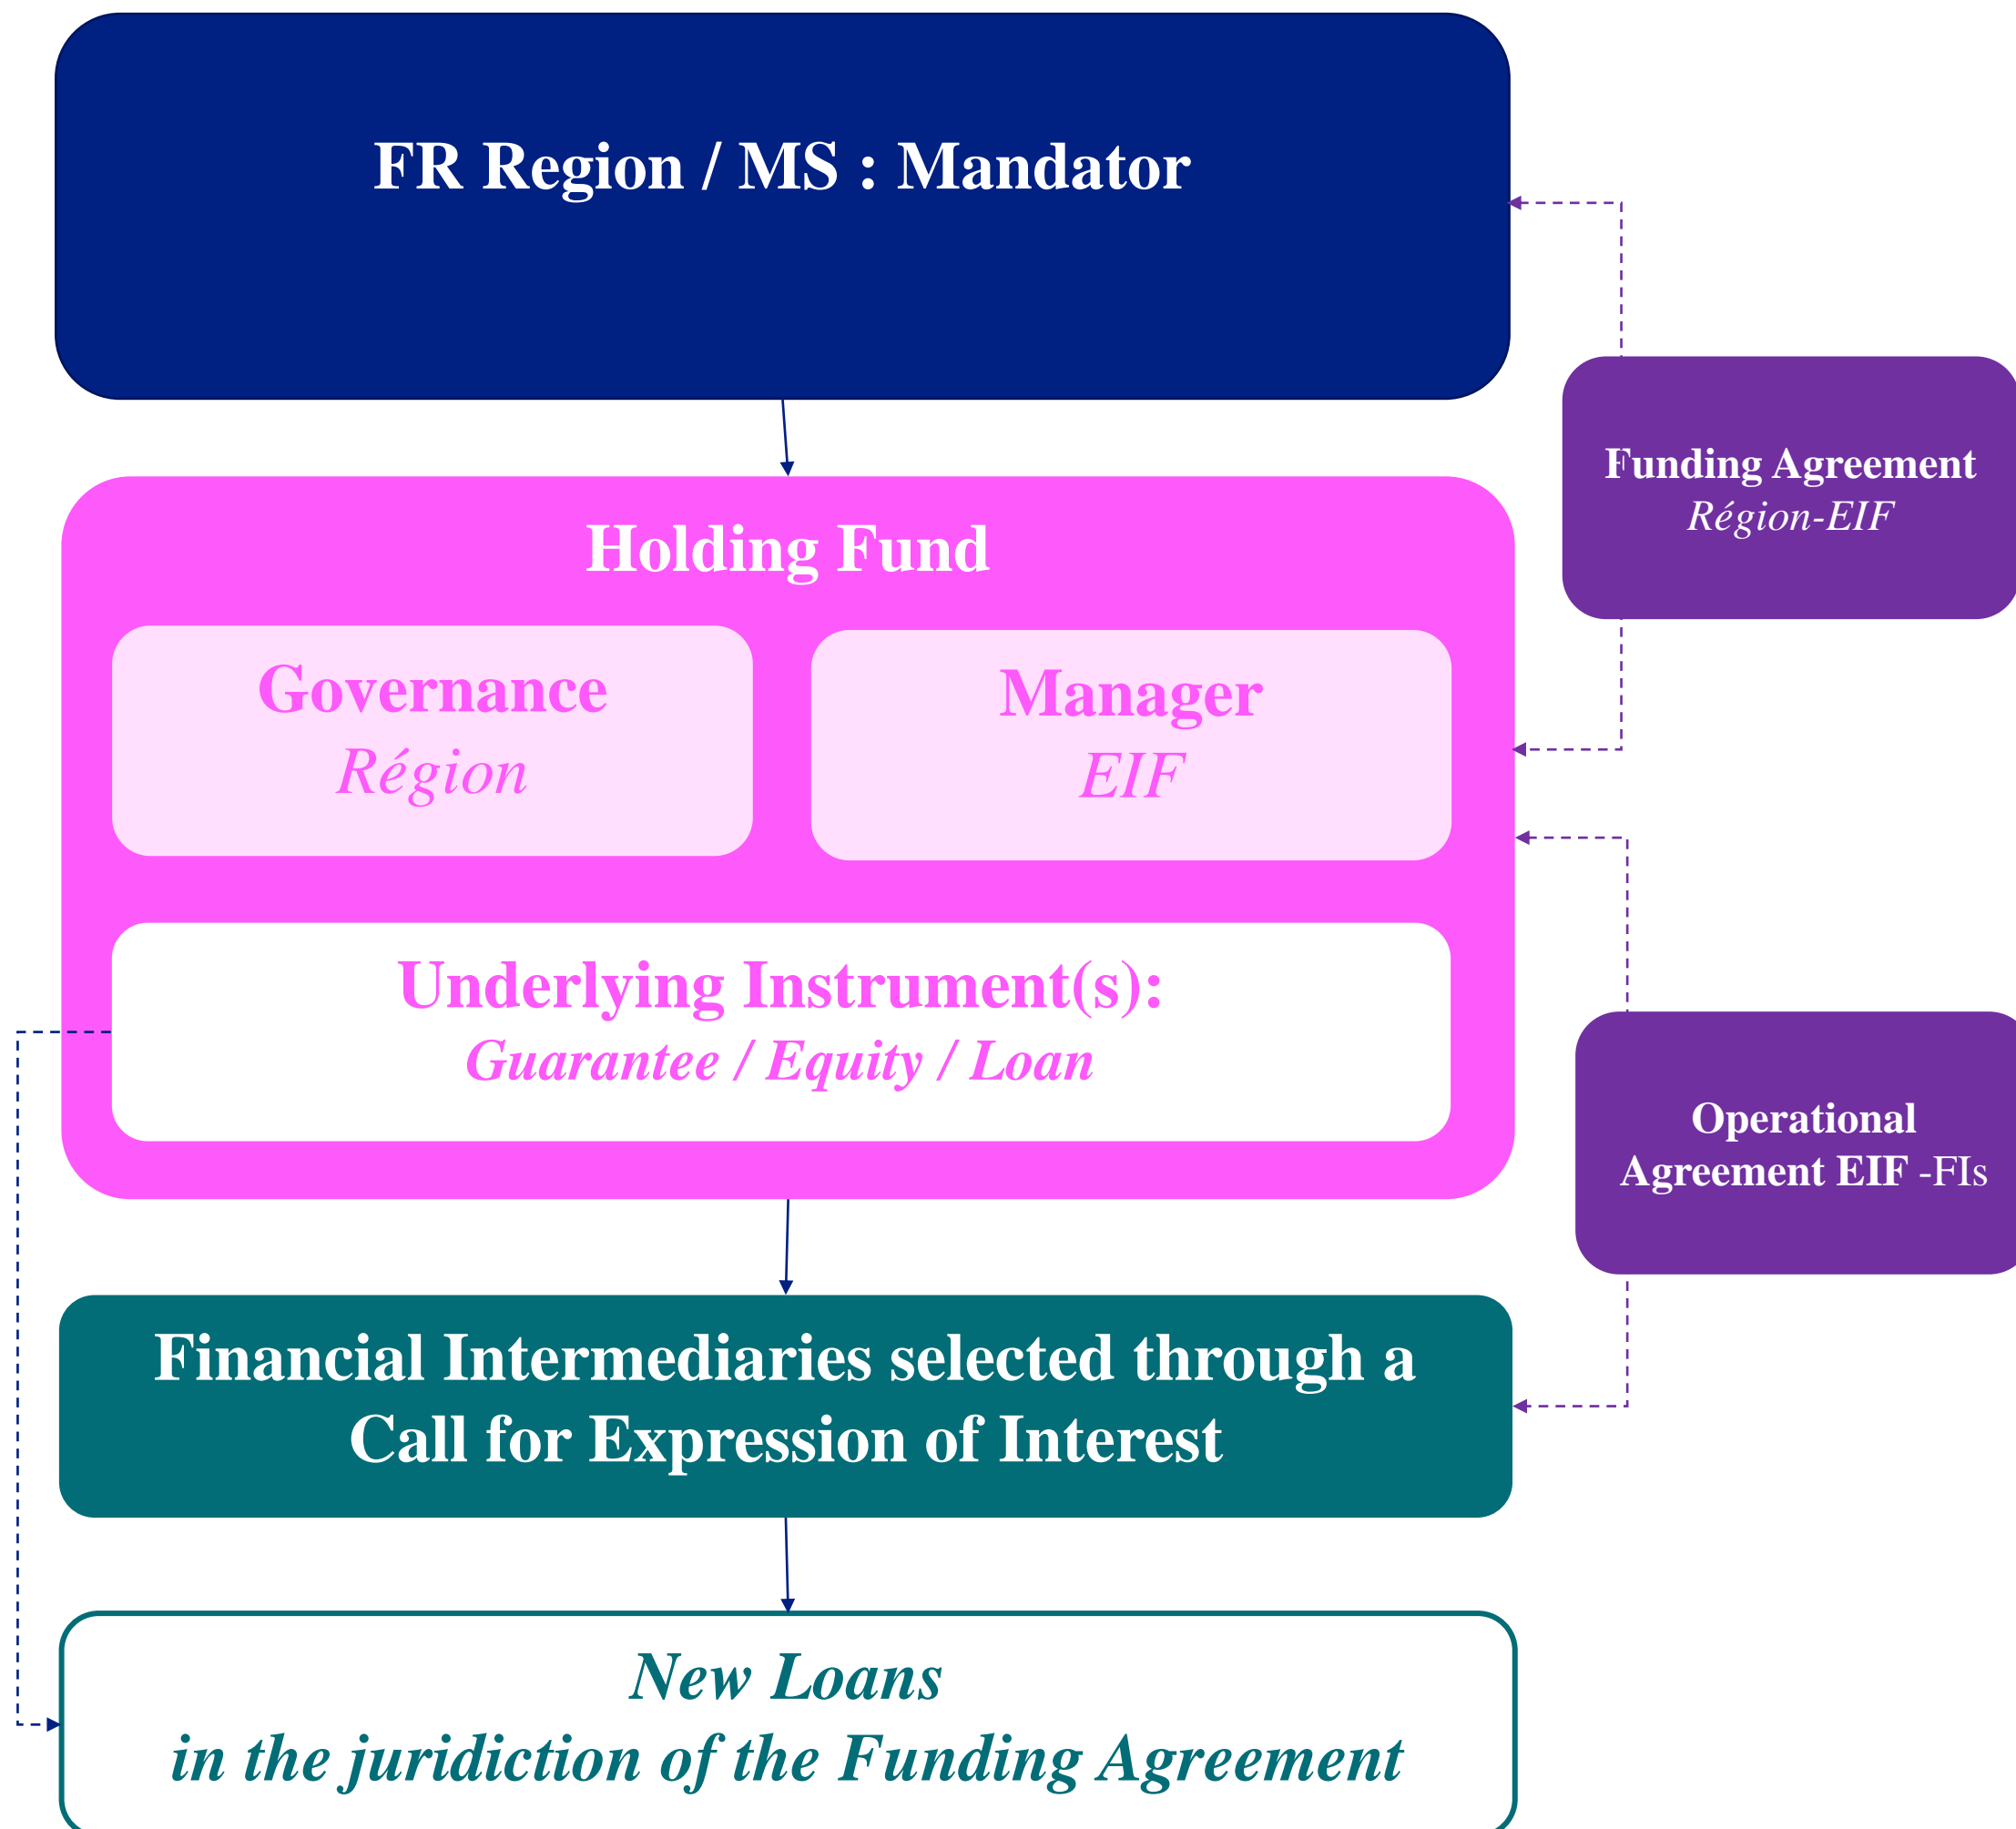 FR Region / MS : Mandator
Funding Agreement
Région-EIF
Holding Fund
Governance
Région
Manager
EIF
Underlying Instrument(s):
Guarantee / Equity / Loan
Operational
Agreement EIF -FIs
Financial Intermediaries selected through a
Call for Expression of Interest
New Loans
in the juridiction of the Funding Agreement